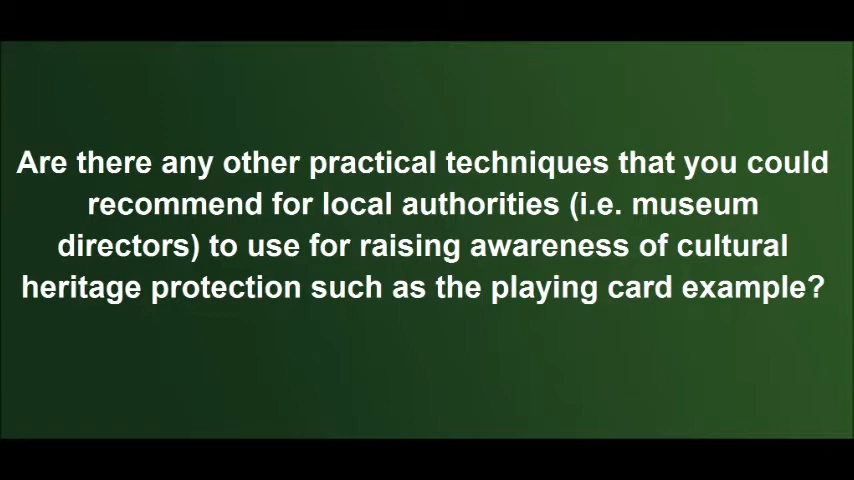 Are there any other practical techniques that you could
recommend for local authorities (i.e. museum
directors) to use for raising awareness of cultural
heritage protection such as the playing card example?